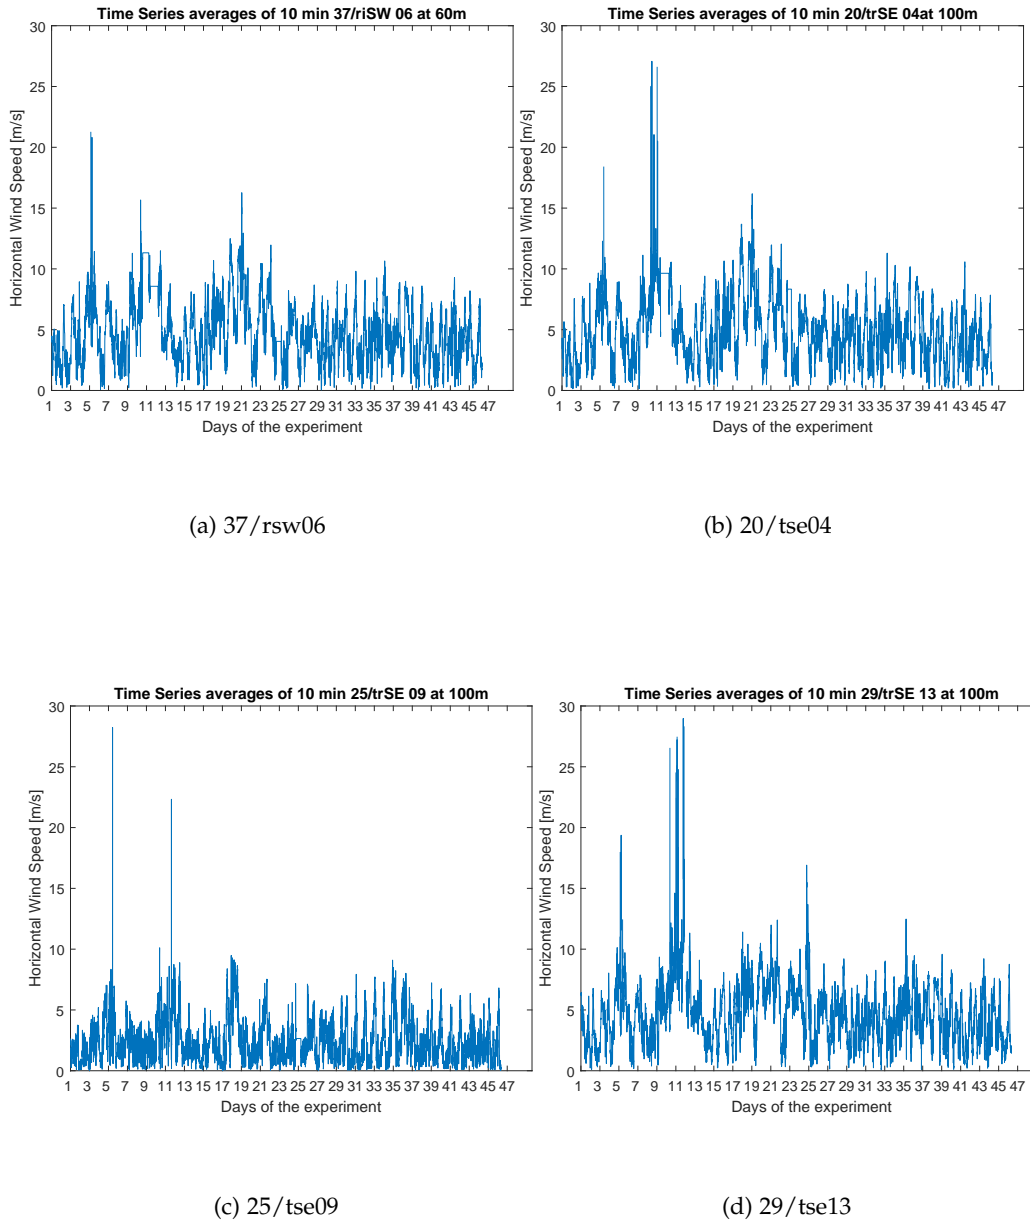 Time Series averages of 10 min 37/riSW 06 at 60m
30
25
20
15
10
5
0
Horizontal Wind Speed [m/s]
1 3 5 7 9 11 13 15 17 19 21 23 25 27 29 31 33 35 37 39 41 43 45 47
Days of the experiment
(a) 37/rsw06
Time Series averages of 10 min 20/trSE 04at 100m
30
25
20
15
10
5
0
Horizontal Wind Speed [m/s]
1 3 5 7 9 11 13 15 17 19 21 23 25 27 29 31 33 35 37 39 41 43 45 47
Days of the experiment
(b) 20/tse04
Time Series averages of 10 min 25/trSE 09 at 100m
30
25
20
15
10
5
0
Horizontal Wind Speed [m/s]
1 3 5 7 9 11 13 15 17 19 21 23 25 27 29 31 33 35 37 39 41 43 45 47
Days of the experiment
(c) 25/tse09
Time Series averages of 10 min 29/trSE 13 at 100m
30
25
20
15
10
5
0
Horizontal Wind Speed [m/s]
1 3 5 7 9 11 13 15 17 19 21 23 25 27 29 31 33 35 37 39 41 43 45 47
Days of the experiment
(d) 29/tse13